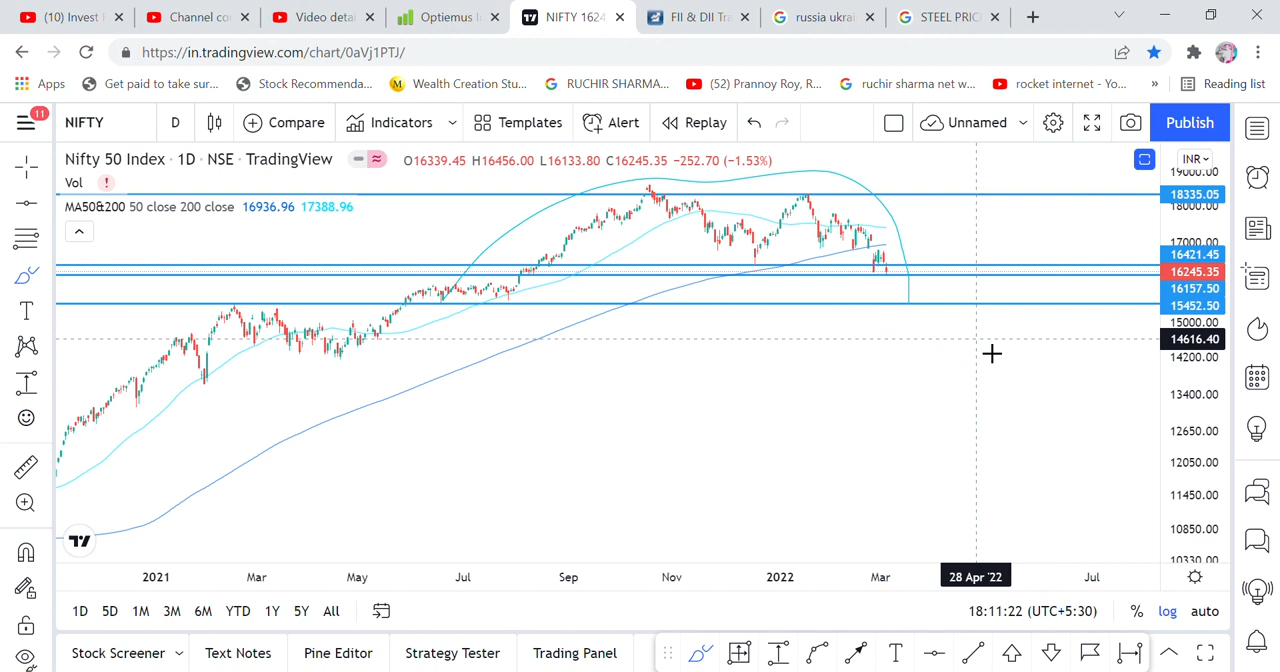 (10) Invest
Channel co
Video detai
Optiemus I
NIFTY 1624
FII & DII Tra
russia ukrai
STEEL PRIC
https://in.tradingview.com/chart/0aVj1PTJ/
Apps
Get paid to take sur...
Stock Recommenda...
M
Wealth Creation Stu...
RUCHIR SHARMA...
(52) Prannoy Roy, R...
ruchir sharma net w...
rocket internet - Yo...
»
Reading list
11
NIFTY
D
Compare
Indicators
Templates
Alert
Replay
Unnamed
Publish
Nifty 50 Index · 1D · NSE · TradingView
O16339.45 H16456.00 L16133.80 C16245.35 −252.70 (−1.53%)
INR
Vol
!
MA50&200 50 close 200 close 16936.96 17388.96
19000.00
18335.05
18000.00
17000.00
16421.45
16245.35
16157.50
15452.50
15000.00
14616.40
14200.00
13400.00
12650.00
12050.00
11450.00
10850.00
10330.00
2021
Mar
May
Jul
Sep
Nov
2022
Mar
28 Apr '22
Jul
1D 5D 1M 3M 6M YTD 1Y 5Y All
18:11:22 (UTC+5:30)
% log auto
Stock Screener
Text Notes
Pine Editor
Strategy Tester
Trading Panel